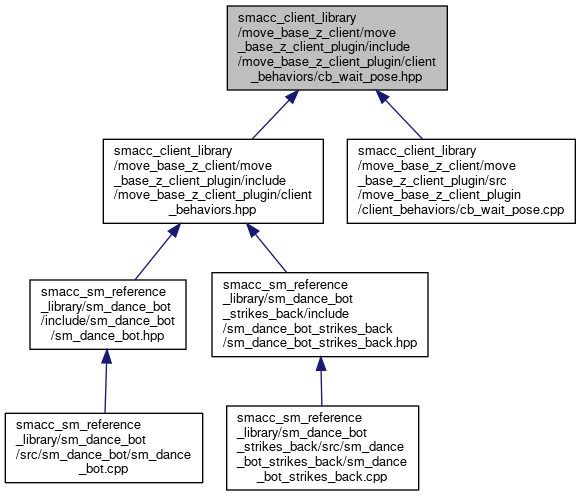 smacc_client_library
/move_base_z_client/move
_base_z_client_plugin/include
/move_base_z_client_plugin/client
_behaviors/cb_wait_pose.hpp
smacc_client_library
/move_base_z_client/move
_base_z_client_plugin/include
/move_base_z_client_plugin/client
_behaviors.hpp
smacc_client_library
/move_base_z_client/move
_base_z_client_plugin/src
/move_base_z_client_plugin
/client_behaviors/cb_wait_pose.cpp
smacc_sm_reference
_library/sm_dance_bot
/include/sm_dance_bot
/sm_dance_bot.hpp
smacc_sm_reference
_library/sm_dance_bot
_strikes_back/include
/sm_dance_bot_strikes_back
/sm_dance_bot_strikes_back.hpp
smacc_sm_reference
_library/sm_dance_bot
/src/sm_dance_bot/sm_dance
_bot.cpp
smacc_sm_reference
_library/sm_dance_bot
_strikes_back/src/sm_dance
_bot_strikes_back/sm_dance
_bot_strikes_back.cpp